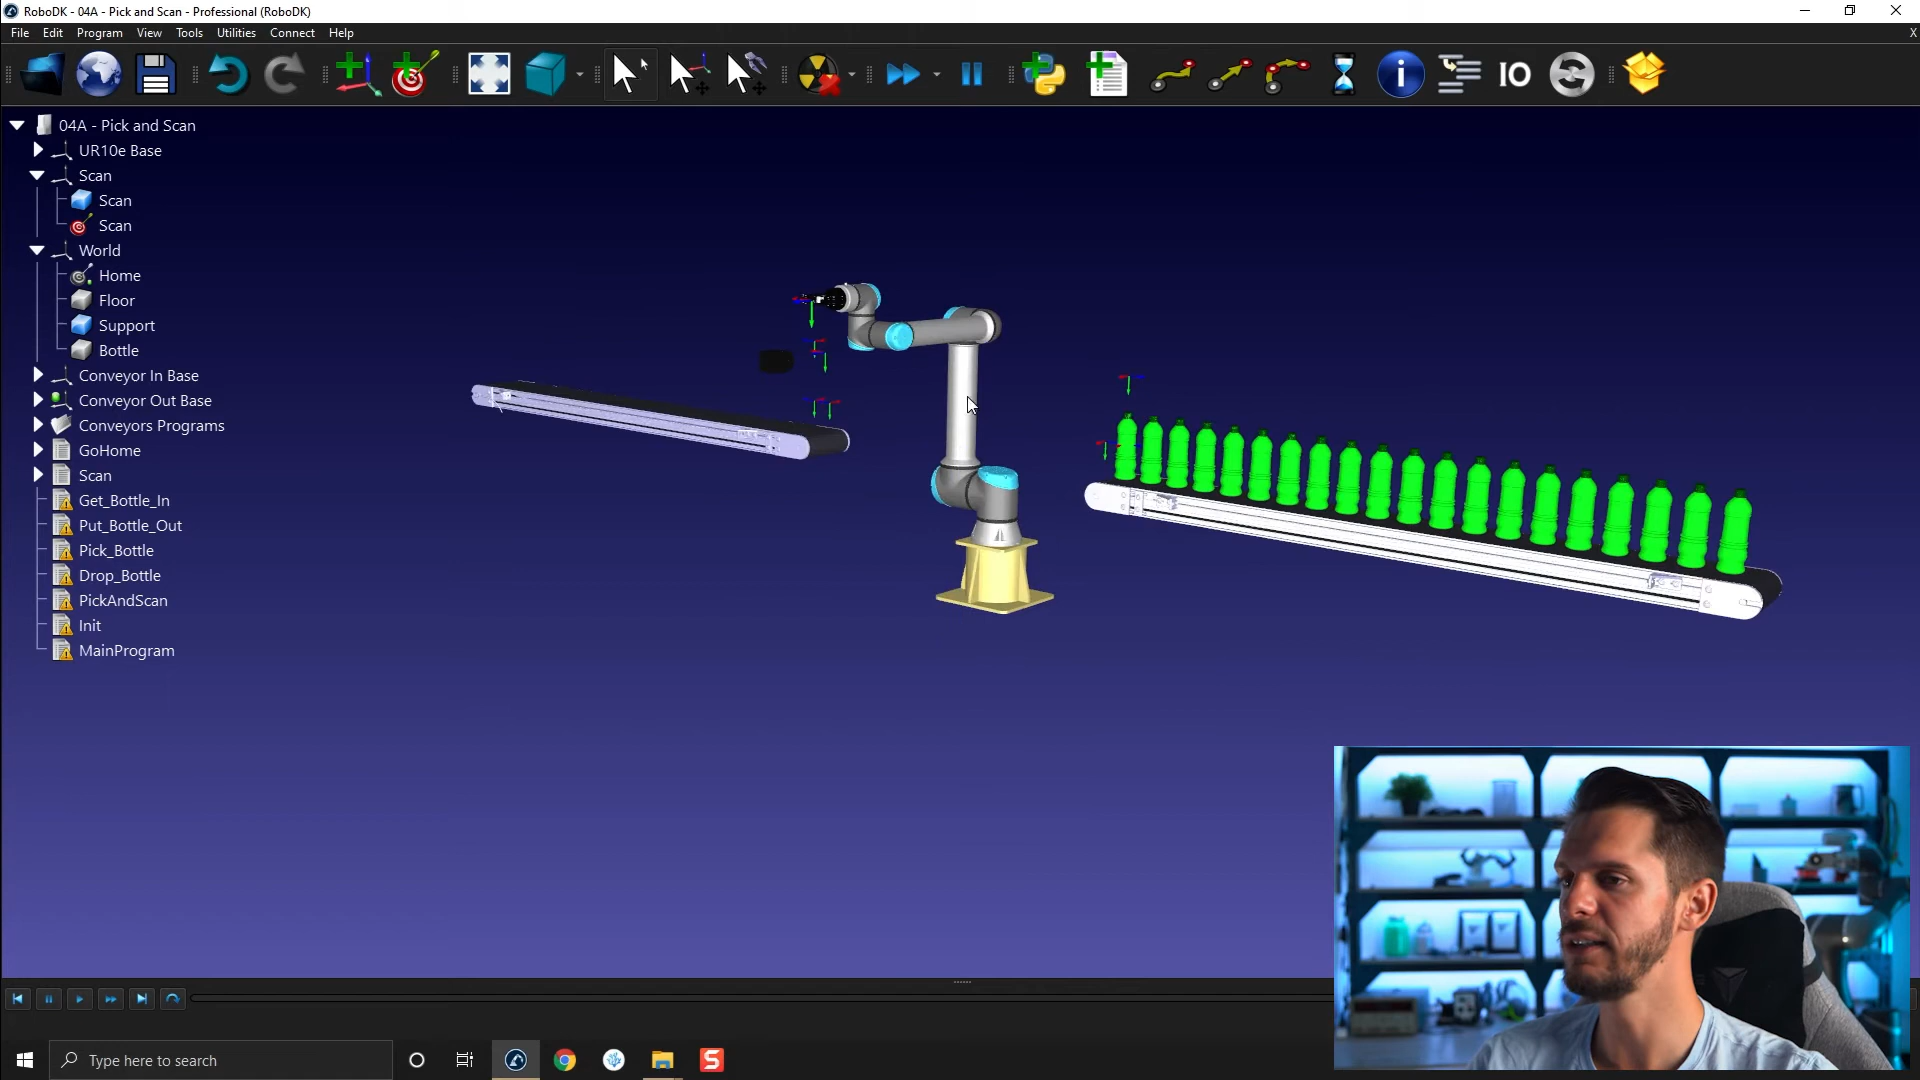 RoboDK - 04A - Pick and Scan - Professional (RoboDK)
File Edit Program View Tools Utilities Connect Help X
IO
04A - Pick and Scan
UR10e Base
Scan
Scan
Scan
World
Home
Floor
Support
Bottle
Conveyor In Base
Conveyor Out Base
Conveyors Programs
GoHome
Scan
Get_Bottle_In
Put_Bottle_Out
Pick_Bottle
Drop_Bottle
PickAndScan
Init
MainProgram
Type here to search